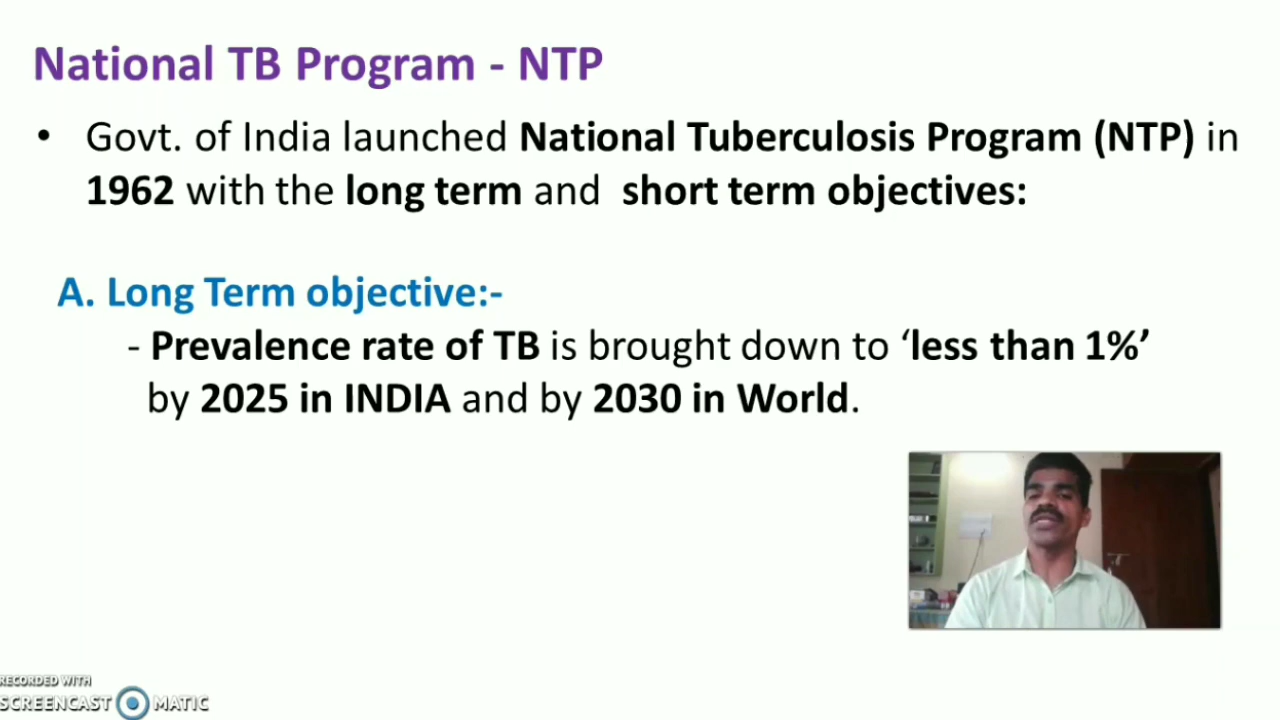 National TB Program - NTP
• Govt. of India launched National Tuberculosis Program (NTP) in
1962 with the long term and short term objectives:
A. Long Term objective:-
- Prevalence rate of TB is brought down to ‘less than 1%’
by 2025 in INDIA and by 2030 in World.
RECORDED WITH
SCREENCAST MATIC